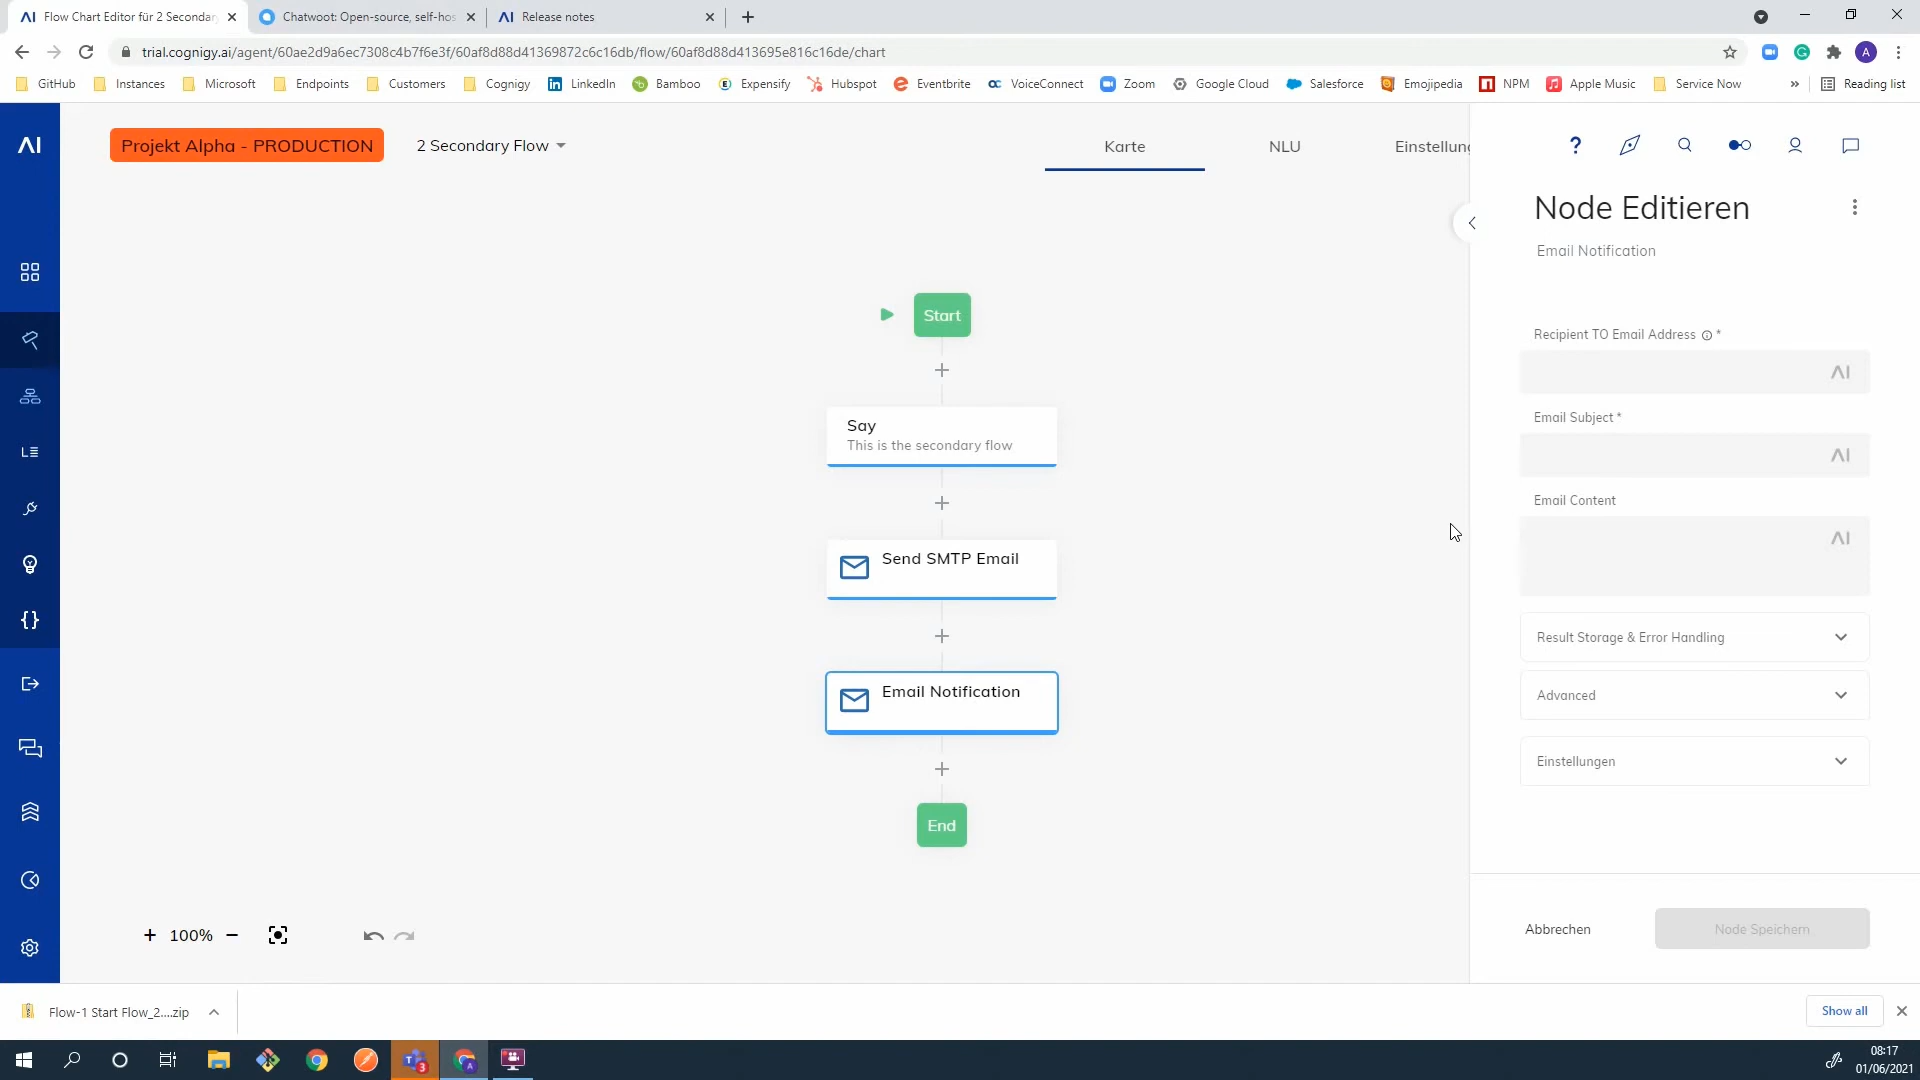 Flow Chart Editor für 2 Secondar
Chatwoot: Open-source, self-hos
Release notes
trial.cognigy.ai/agent/60ae2d9a6ec7308c4b7f6e3f/60af8d88d41369872c6c16db/flow/60af8d88d413695e816c16de/chart
A
GitHub
Instances
Microsoft
Endpoints
Customers
Cognigy
LinkedIn
Bamboo
Expensify
Hubspot
Eventbrite
VoiceConnect
Zoom
Google Cloud
Salesforce
Emojipedia
NPM
Apple Music
Service Now
»
Reading list
Projekt Alpha - PRODUCTION
2 Secondary Flow
Karte
NLU
Einstellung
?
Node Editieren
Email Notification
Recipient TO Email Address *
Email Subject *
Email Content
Result Storage & Error Handling
Advanced
Einstellungen
Abbrechen
Node Speichern
Start
+
Say
This is the secondary flow
+
Send SMTP Email
+
Email Notification
+
End
+ 100% −
Flow-1 Start Flow_2....zip
Show all
3
08:17
01/06/2021